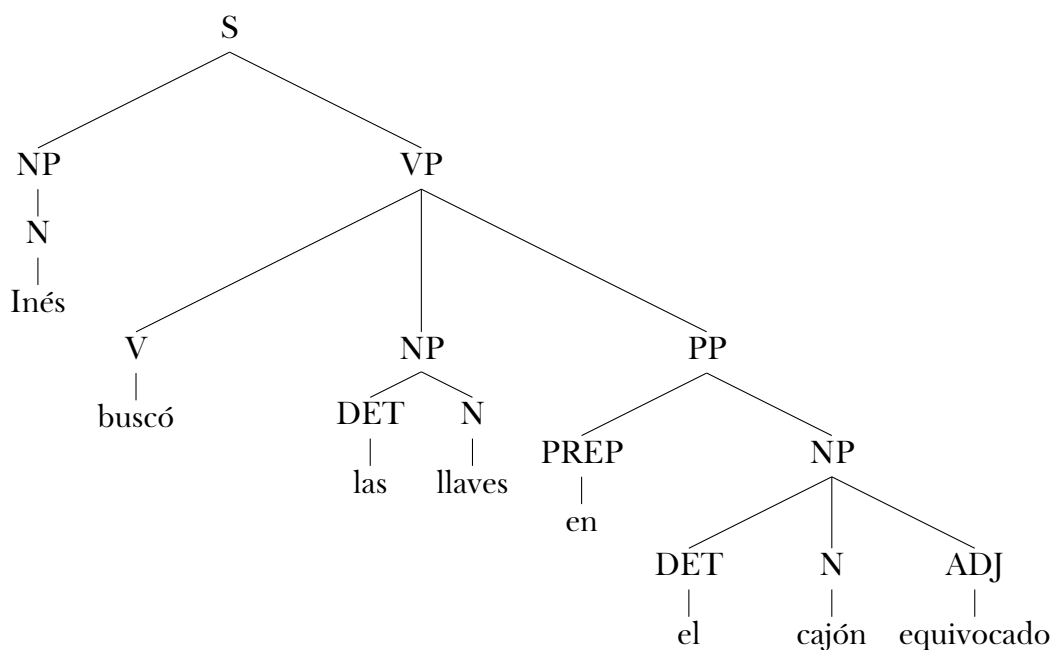 S
NP VP
N
Inés
V NP PP
buscó
DET N
las llaves
PREP NP
en
DET N ADJ
el cajón equivocado